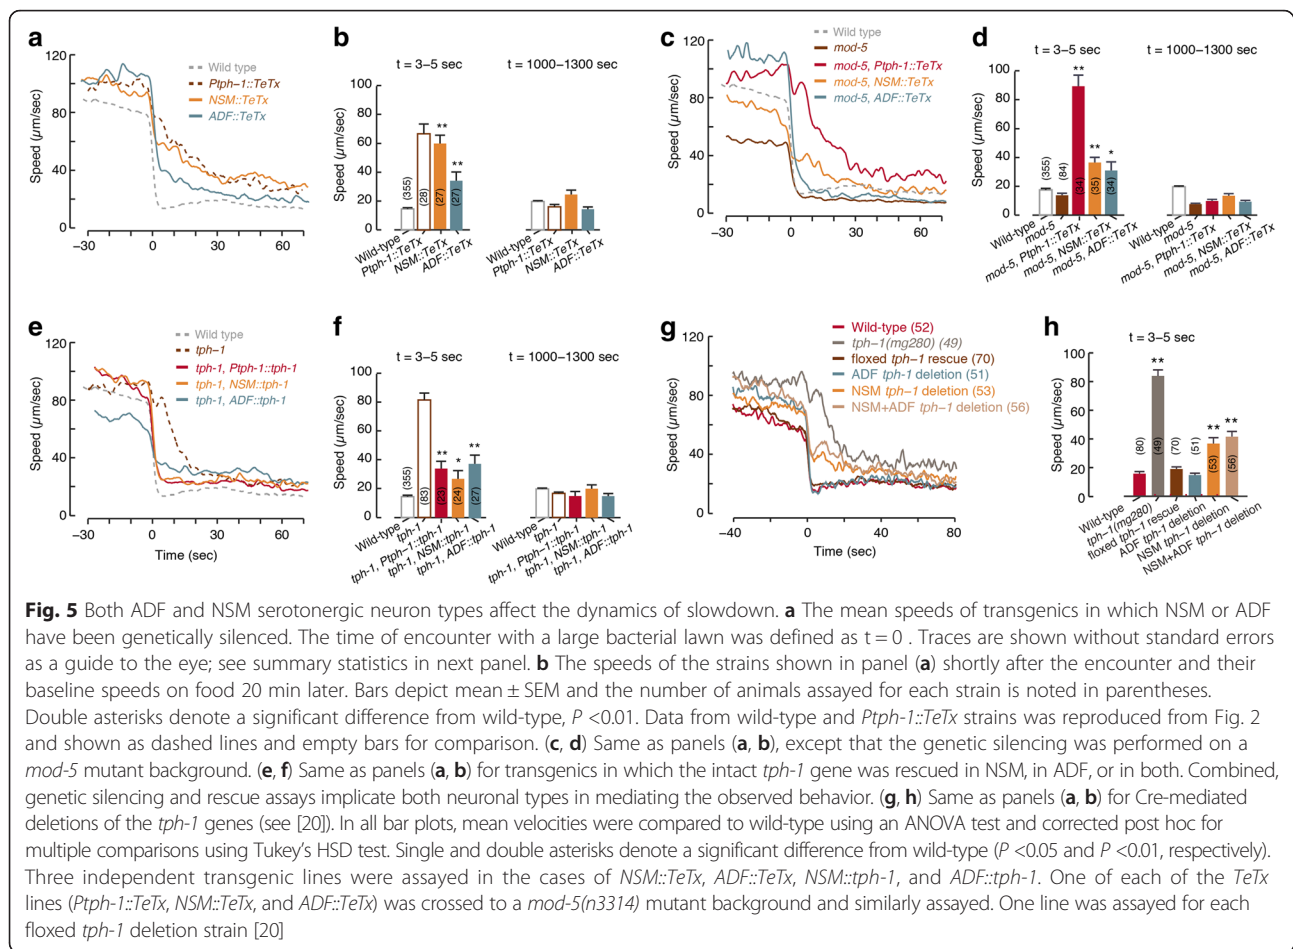 a
120
80
40
0
Speed (µm/sec)
−30
0
30
60
Wild type
Ptph–1::TeTx
NSM::TeTx
ADF::TeTx
b
t = 3–5 sec
t = 1000–1300 sec
100
80
60
40
20
0
Speed (µm/sec)
(355)
(28)
(27)
(27)
**
**
Wild-type
Ptph-1::TeTx
NSM::TeTx
ADF::TeTx
Wild-type
Ptph-1::TeTx
NSM::TeTx
ADF::TeTx
c
120
80
40
0
Speed (µm/sec)
−30
0
30
60
Wild type
mod-5
mod-5, Ptph-1::TeTx
mod-5, NSM::TeTx
mod-5, ADF::TeTx
d
t = 3–5 sec
t = 1000–1300 sec
100
80
60
40
20
0
Speed (µm/sec)
(355)
(84)
(34)
(35)
(34)
**
**
*
Wild-type
mod-5
mod-5, Ptph-1::TeTx
mod-5, NSM::TeTx
mod-5, ADF::TeTx
Wild-type
mod-5
mod-5, Ptph-1::TeTx
mod-5, NSM::TeTx
mod-5, ADF::TeTx
e
120
80
40
0
Speed (µm/sec)
−30
0
30
60
Time (sec)
Wild type
tph–1
tph-1, Ptph-1::tph-1
tph-1, NSM::tph-1
tph-1, ADF::tph-1
f
t = 3–5 sec
t = 1000–1300 sec
100
80
60
40
20
0
Speed (µm/sec)
(355)
(83)
(23)
(24)
(27)
**
*
**
Wild-type
tph-1
tph-1, Ptph-1::tph-1
tph-1, NSM::tph-1
tph-1, ADF::tph-1
Wild-type
tph-1
tph-1, Ptph-1::tph-1
tph-1, NSM::tph-1
tph-1, ADF::tph-1
g
120
80
40
0
Speed (µm/sec)
−40
0
40
80
Time (sec)
Wild-type (52)
tph–1(mg280) (49)
floxed tph–1 rescue (70)
ADF tph-1 deletion (51)
NSM tph–1 deletion (53)
NSM+ADF tph–1 deletion (56)
h
t = 3–5 sec
100
80
60
40
20
0
Speed (µm/sec)
(80)
(49)
(70)
(51)
(53)
(56)
**
**
**
Wild-type
tph–1(mg280)
floxed tph–1 rescue
ADF tph-1 deletion
NSM tph-1 deletion
NSM+ADF tph-1 deletion
Fig. 5 Both ADF and NSM serotonergic neuron types affect the dynamics of slowdown. a The mean speeds of transgenics in which NSM or ADF
have been genetically silenced. The time of encounter with a large bacterial lawn was defined as t = 0 . Traces are shown without standard errors
as a guide to the eye; see summary statistics in next panel. b The speeds of the strains shown in panel (a) shortly after the encounter and their
baseline speeds on food 20 min later. Bars depict mean ± SEM and the number of animals assayed for each strain is noted in parentheses.
Double asterisks denote a significant difference from wild-type, P <0.01. Data from wild-type and Ptph-1::TeTx strains was reproduced from Fig. 2
and shown as dashed lines and empty bars for comparison. (c, d) Same as panels (a, b), except that the genetic silencing was performed on a
mod-5 mutant background. (e, f) Same as panels (a, b) for transgenics in which the intact tph-1 gene was rescued in NSM, in ADF, or in both. Combined,
genetic silencing and rescue assays implicate both neuronal types in mediating the observed behavior. (g, h) Same as panels (a, b) for Cre-mediated
deletions of the tph-1 genes (see [20]). In all bar plots, mean velocities were compared to wild-type using an ANOVA test and corrected post hoc for
multiple comparisons using Tukey's HSD test. Single and double asterisks denote a significant difference from wild-type (P <0.05 and P <0.01, respectively).
Three independent transgenic lines were assayed in the cases of NSM::TeTx, ADF::TeTx, NSM::tph-1, and ADF::tph-1. One of each of the TeTx
lines (Ptph-1::TeTx, NSM::TeTx, and ADF::TeTx) was crossed to a mod-5(n3314) mutant background and similarly assayed. One line was assayed for each
floxed tph-1 deletion strain [20]